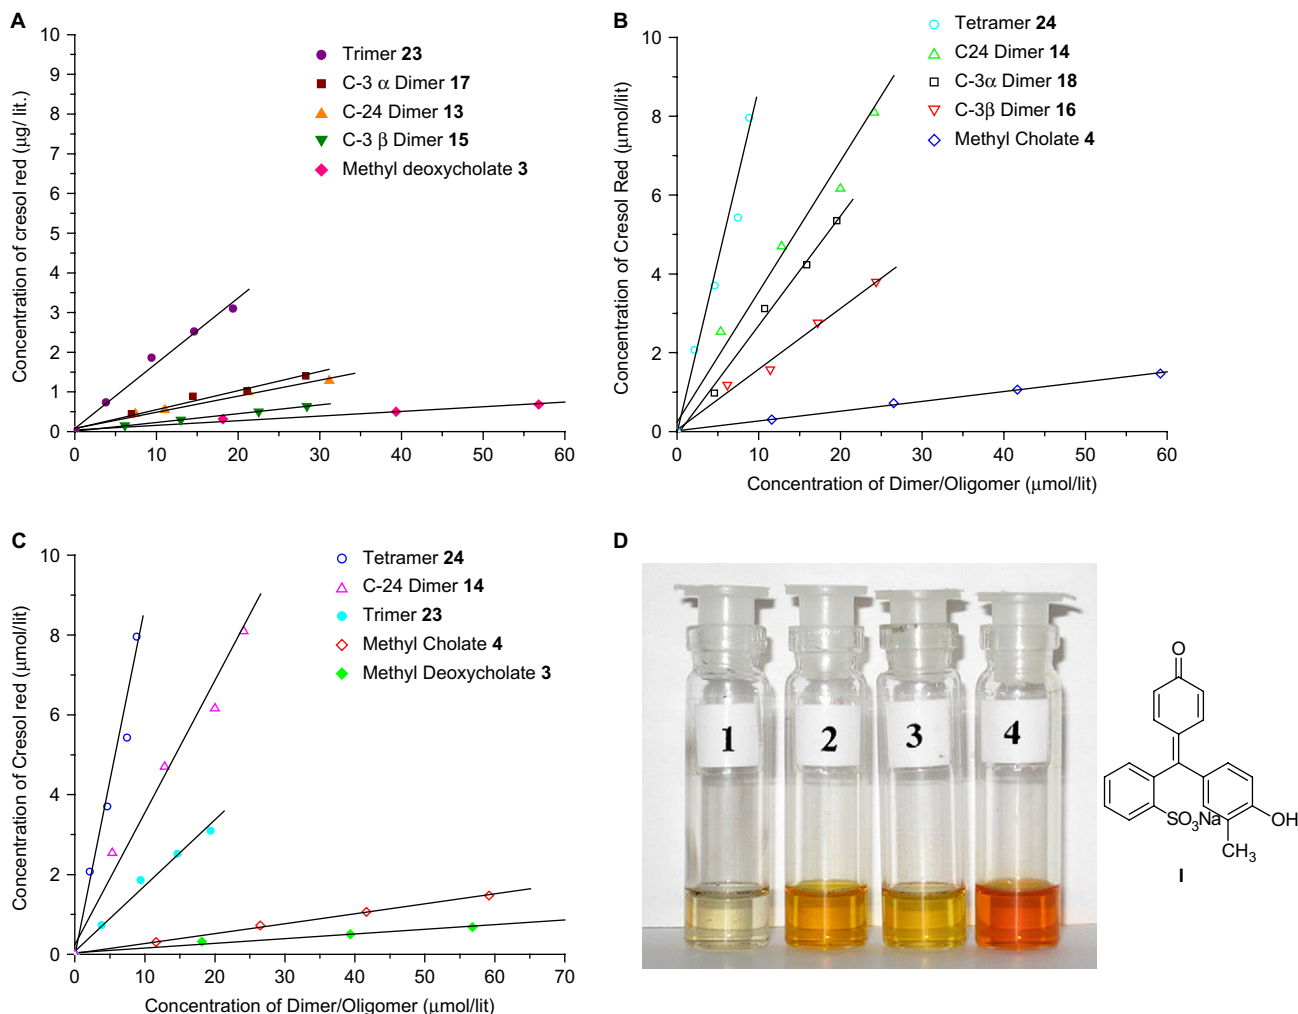 A
Concentration of cresol red (μg/ lit.)
10
8
6
4
3
2
1
0
0
10
20
30
40
50
60
Trimer 23
C-3 α Dimer 17
C-24 Dimer 13
C-3 β Dimer 15
Methyl deoxycholate 3
B
Concentration of Cresol Red (μmol/lit)
10
8
6
4
2
0
0
10
20
30
40
50
60
Concentration of Dimer/Oligomer (μmol/lit)
Tetramer 24
C24 Dimer 14
C-3α Dimer 18
C-3β Dimer 16
Methyl Cholate 4
C
Concentration of Cresol red (μmol/lit)
10
8
6
4
2
0
0
10
20
30
40
50
60
70
Concentration of Dimer/Oligomer (μmol/lit)
Tetramer 24
C-24 Dimer 14
Trimer 23
Methyl Cholate 4
Methyl Deoxycholate 3
D
1
2
3
4
O
SO3Na
OH
CH3
I